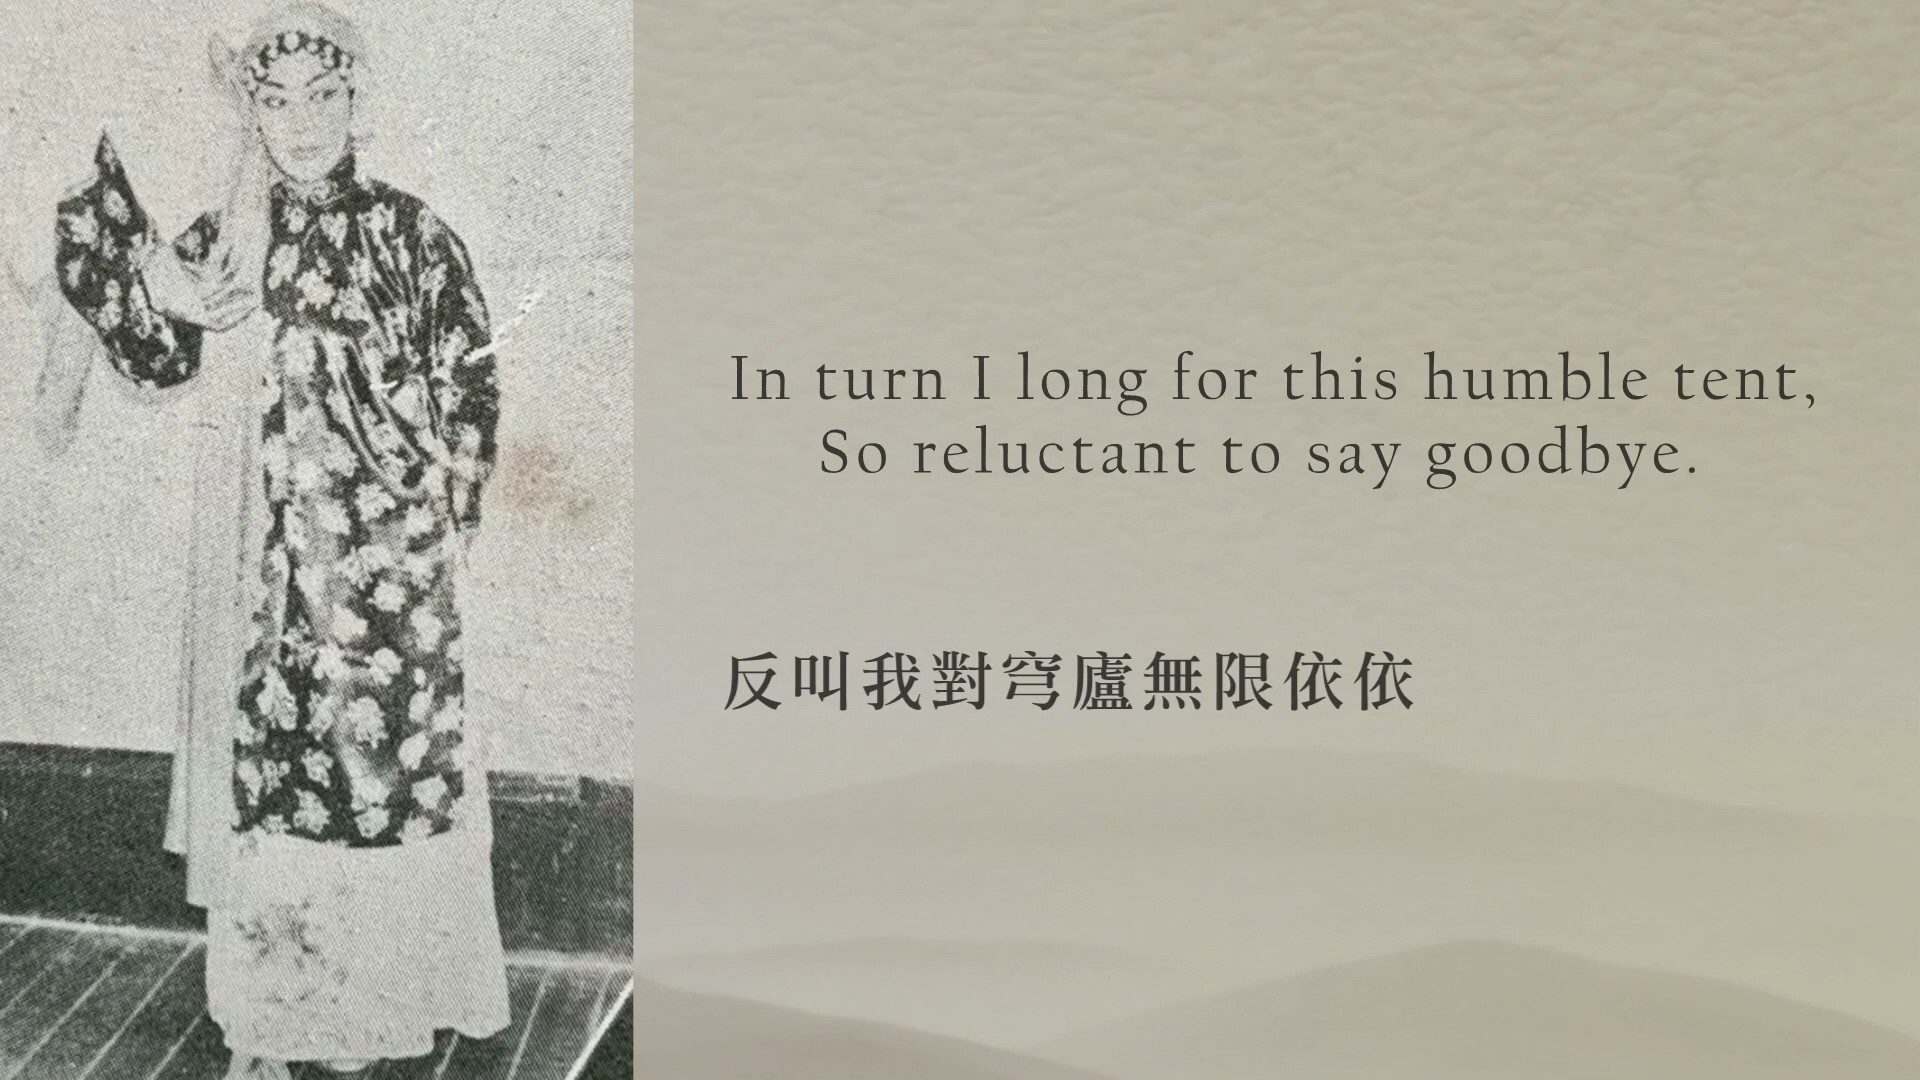 In turn I long for this humble tent,
So reluctant to say goodbye.
反叫我對穹廬無限依依